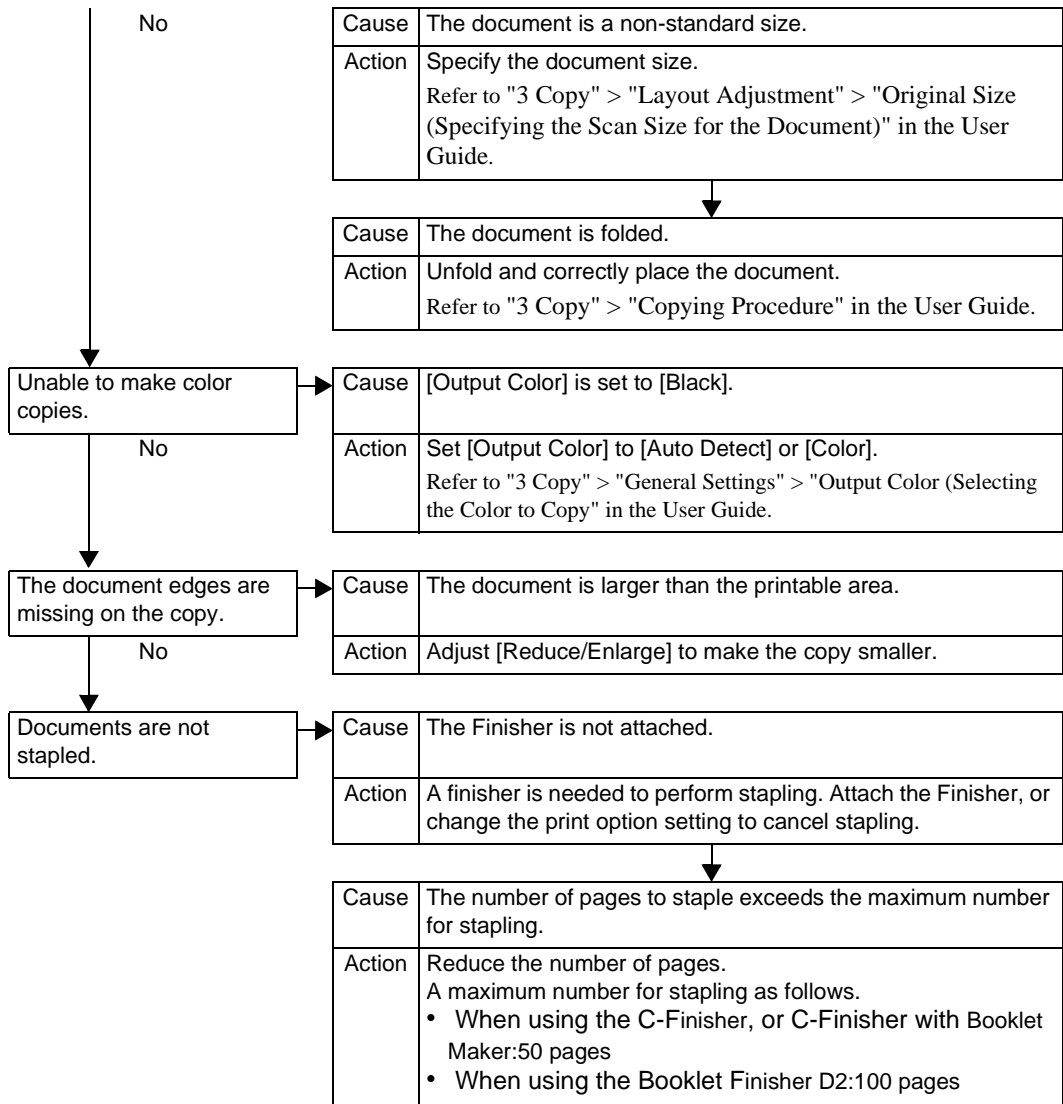 No
Cause The document is a non-standard size.
Action Specify the document size.
Refer to "3 Copy" > "Layout Adjustment" > "Original Size
(Specifying the Scan Size for the Document)" in the User
Guide.
Cause The document is folded.
Action Unfold and correctly place the document.
Refer to "3 Copy" > "Copying Procedure" in the User Guide.
Unable to make color
copies.
Cause [Output Color] is set to [Black].
No
Action Set [Output Color] to [Auto Detect] or [Color].
Refer to "3 Copy" > "General Settings" > "Output Color (Selecting
the Color to Copy" in the User Guide.
The document edges are
missing on the copy.
Cause The document is larger than the printable area.
No
Action Adjust [Reduce/Enlarge] to make the copy smaller.
Documents are not
stapled.
Cause The Finisher is not attached.
Action A finisher is needed to perform stapling. Attach the Finisher, or
change the print option setting to cancel stapling.
Cause The number of pages to staple exceeds the maximum number
for stapling.
Action Reduce the number of pages.
A maximum number for stapling as follows.
• When using the C-Finisher, or C-Finisher with Booklet
Maker:50 pages
• When using the Booklet Finisher D2:100 pages